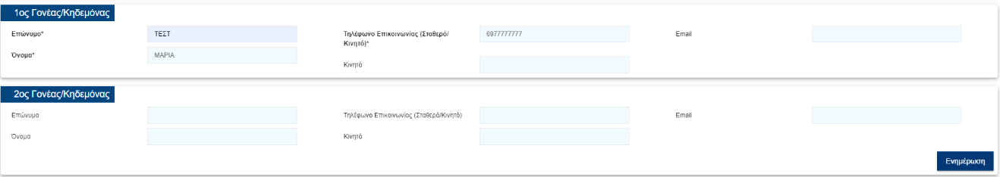 1ος Γονέας/Κηδεμόνας
Επώνυμο* ΤΕΣΤ Τηλέφωνο Επικοινωνίας (Σταθερό/ 6977777777 Email
Κινητό)*
Όνομα* ΜΑΡΙΑ
Κινητό
2ος Γονέας/Κηδεμόνας
Επώνυμο Τηλέφωνο Επικοινωνίας (Σταθερό/Κινητό) Email
Όνομα Κινητό
Ενημέρωση